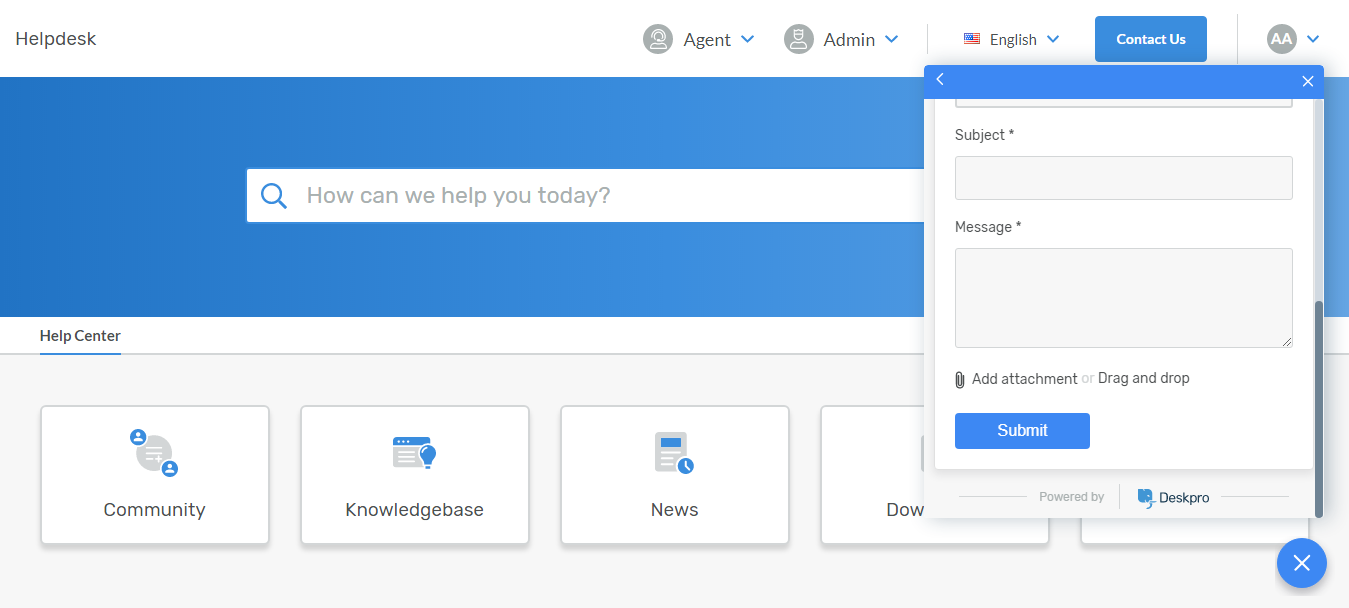 Helpdesk
Agent
Admin
English
Contact Us
AA
How can we help you today?
Subject *
Message *
Add attachment or Drag and drop
Submit
Powered by Deskpro
Help Center
Community
Knowledgebase
News
Dow